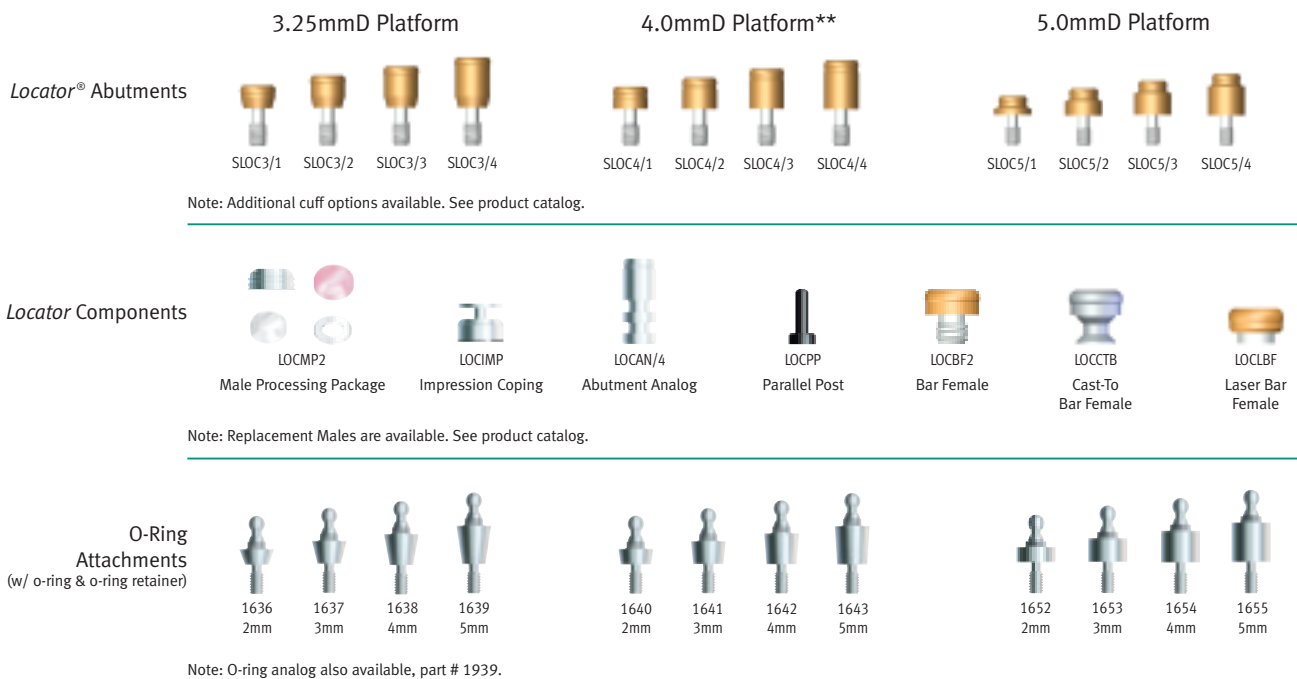 3.25mmD Platform
4.0mmD Platform**
5.0mmD Platform
Locator® Abutments
SLOC3/1 SLOC3/2 SLOC3/3 SLOC3/4
SLOC4/1 SLOC4/2 SLOC4/3 SLOC4/4
SLOC5/1 SLOC5/2 SLOC5/3 SLOC5/4
Note: Additional cuff options available. See product catalog.
Locator Components
LOCMP2
Male Processing Package
LOCIMP
Impression Coping
LOCAN/4
Abutment Analog
LOCPP
Parallel Post
LOCBF2
Bar Female
LOCCTB
Cast-To
Bar Female
LOCLBF
Laser Bar
Female
Note: Replacement Males are available. See product catalog.
O-Ring
Attachments
(w/ o-ring & o-ring retainer)
1636 1637 1638 1639
2mm 3mm 4mm 5mm
1640 1641 1642 1643
2mm 3mm 4mm 5mm
1652 1653 1654 1655
2mm 3mm 4mm 5mm
Note: O-ring analog also available, part # 1939.